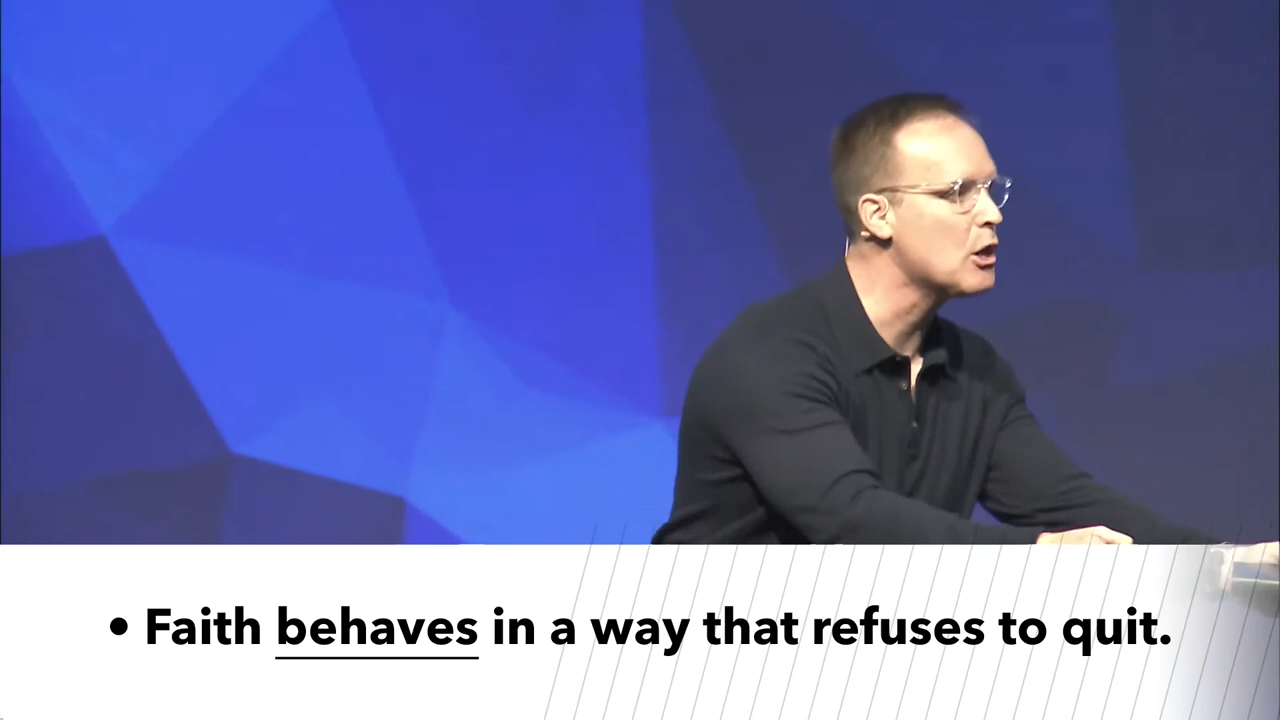 • Faith behaves in a way that refuses to quit.